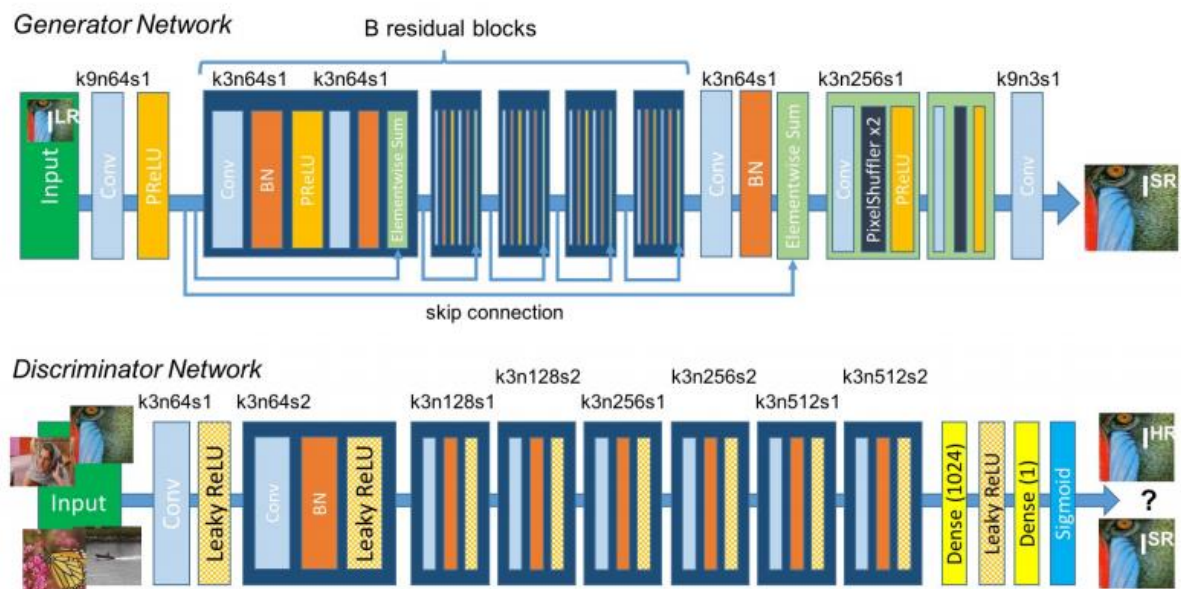 Generator Network
B residual blocks
k9n64s1
k3n64s1 k3n64s1
k3n64s1
k3n256s1
k9n3s1
I^LR
Input
Conv
PReLU
Conv
BN
PReLU
Elementwise Sum
Conv
BN
Elementwise Sum
Conv
PixelShuffler x2
PReLU
Conv
I^SR
skip connection
Discriminator Network
k3n64s1
k3n64s2
k3n128s1
k3n128s2
k3n256s1
k3n256s2
k3n512s1
k3n512s2
Input
Conv
Leaky ReLU
Conv
BN
Leaky ReLU
Dense (1024)
Leaky ReLU
Dense (1)
Sigmoid
I^HR
?
I^SR